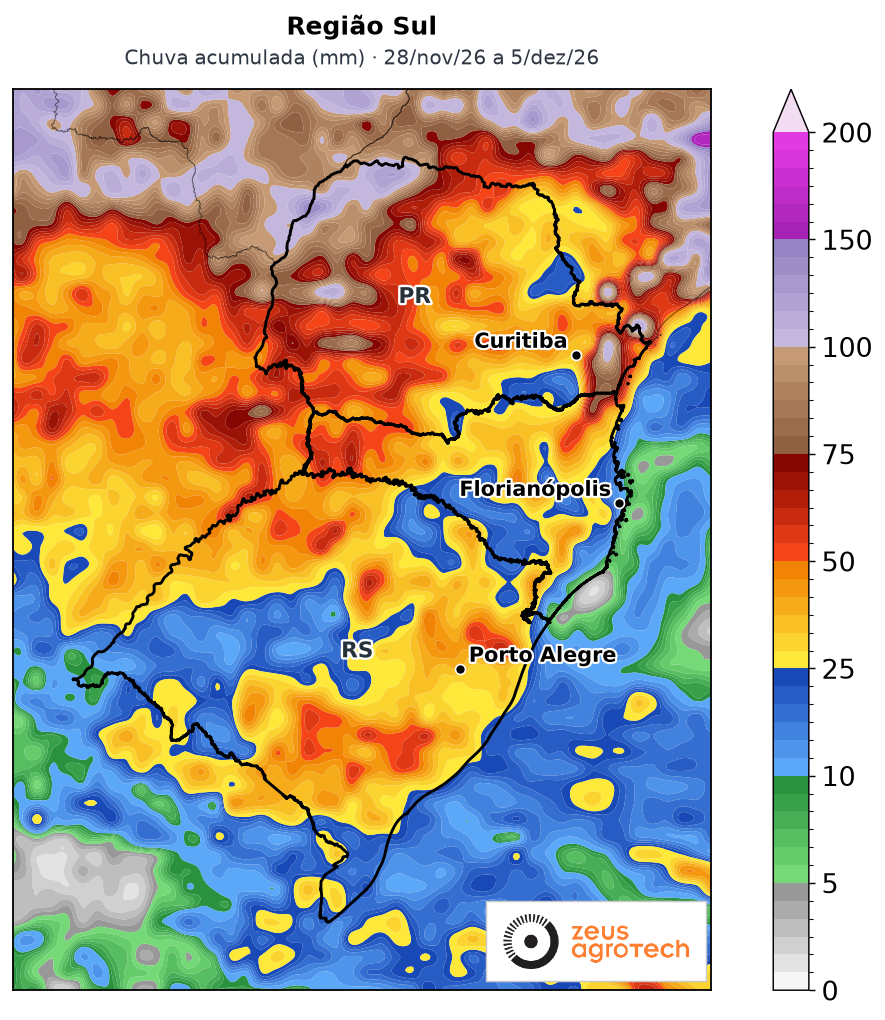 Região Sul
Chuva acumulada (mm) · 28/nov/26 a 5/dez/26
200
150
100
75
50
25
10
5
0
PR
Curitiba
Florianópolis
RS
Porto Alegre
zeus
agrotech